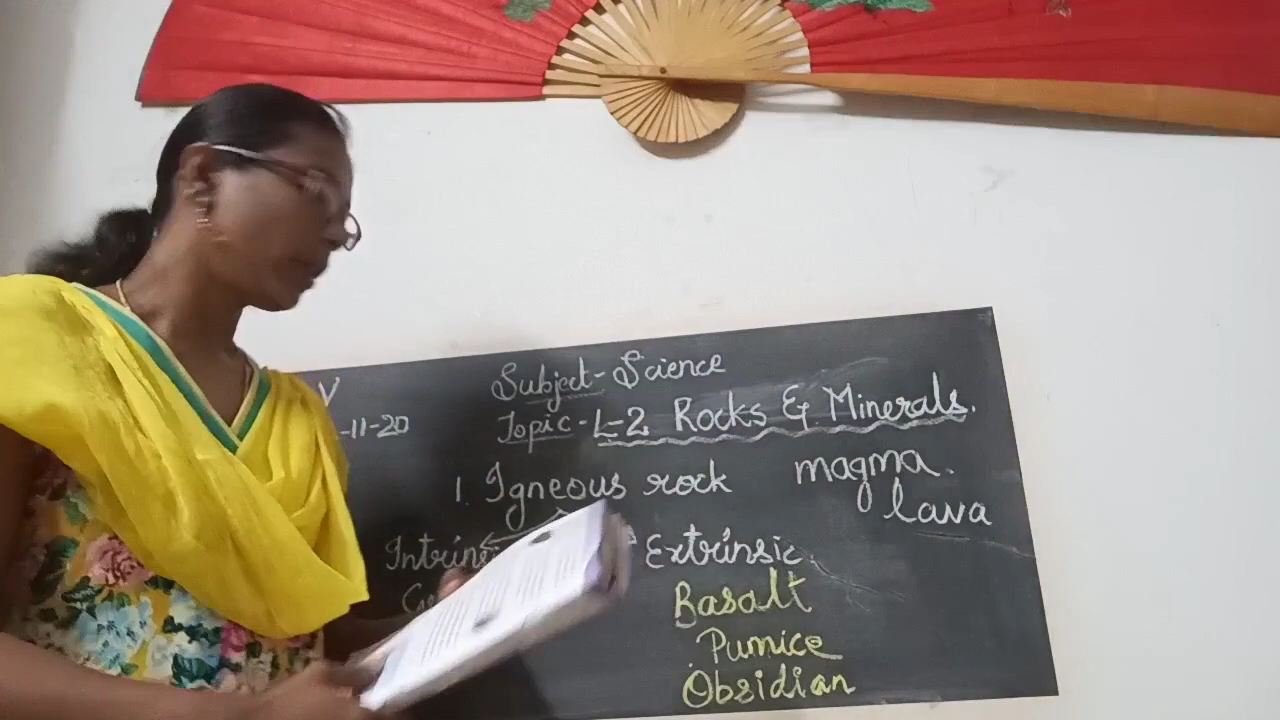 V
-11-20
Subject-Science
Topic-L-2 Rocks & Minerals.
1. Igneous rock
magma.
lava
Extrinsic.
Basalt
Pumice
Obsidian